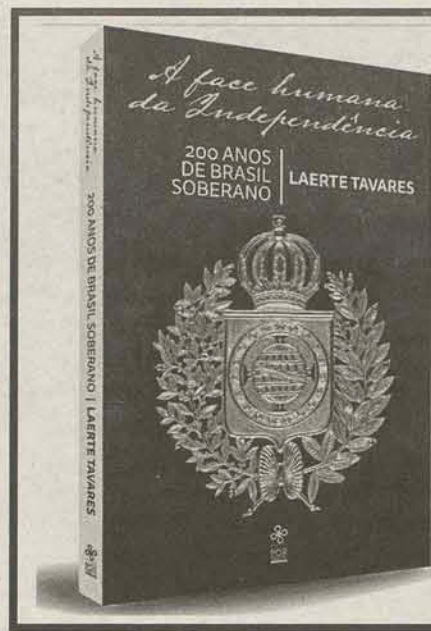 A face humana
da Independência
200 ANOS
DE BRASIL
SOBERANO
LAERTE TAVARES
A face humana
da Independência
200 ANOS DE BRASIL SOBERANO | LAERTE TAVARES